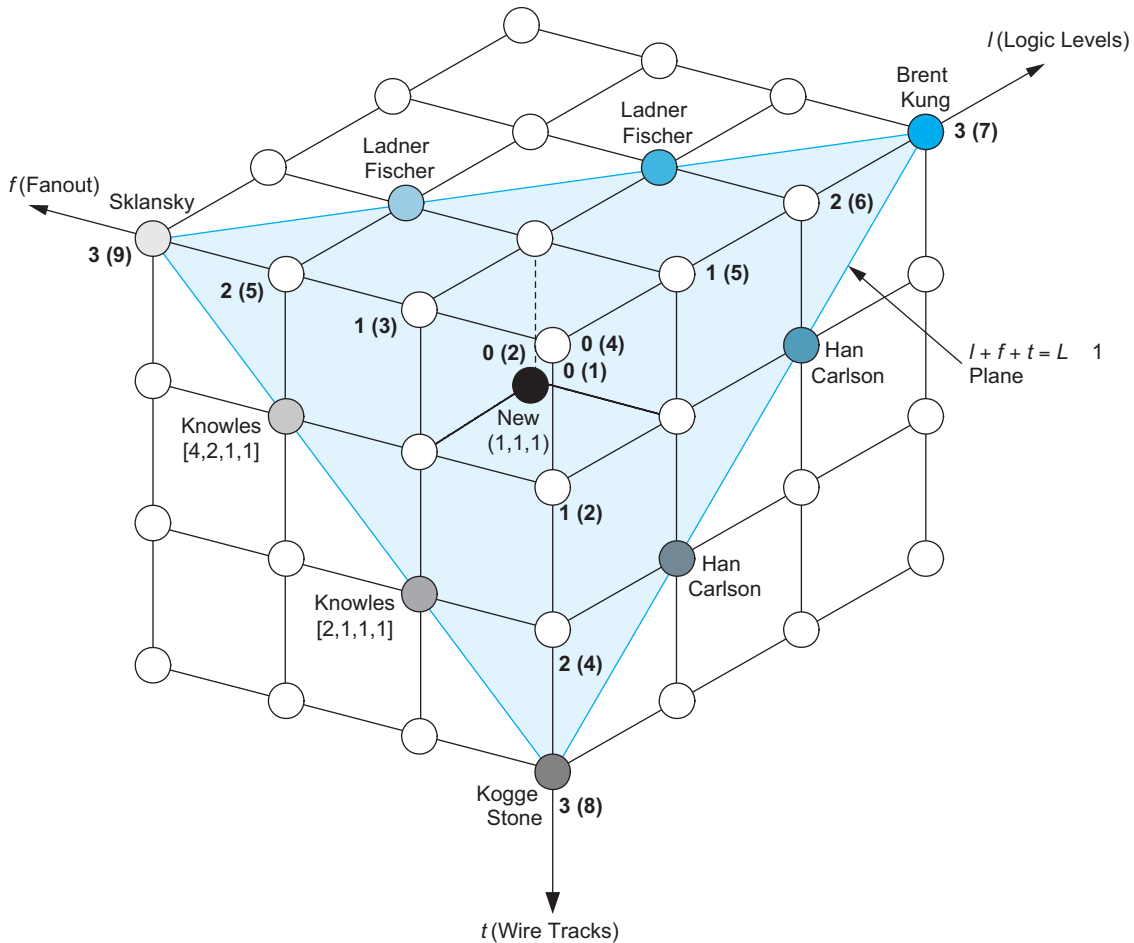 l (Logic Levels)
Brent
Kung
3 (7)
Ladner
Fischer
Ladner
Fischer
f (Fanout)
Sklansky
3 (9)
2 (6)
2 (5)
1 (5)
1 (3)
0 (4)
0 (2)
0 (1)
New
(1,1,1)
Han
Carlson
l + f + t = L 1
Plane
Knowles
[4,2,1,1]
1 (2)
Han
Carlson
Knowles
[2,1,1,1]
2 (4)
Kogge
Stone
3 (8)
t (Wire Tracks)